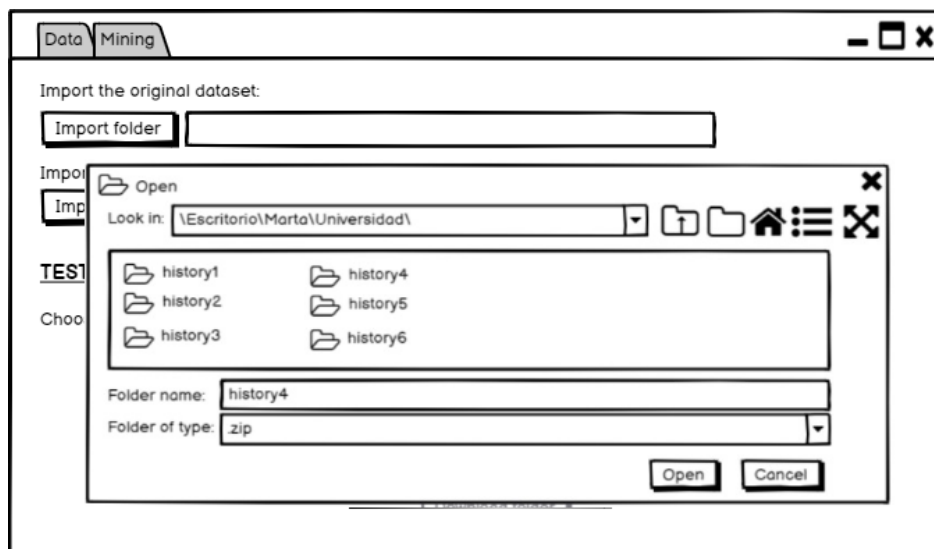 Data Mining
Import the original dataset:
Import folder
Impor
Imp
TEST
Choo
Open
Look in: \Escritorio\Marta\Universidad\
history1 history4
history2 history5
history3 history6
Folder name: history4
Folder of type: .zip
Open Cancel